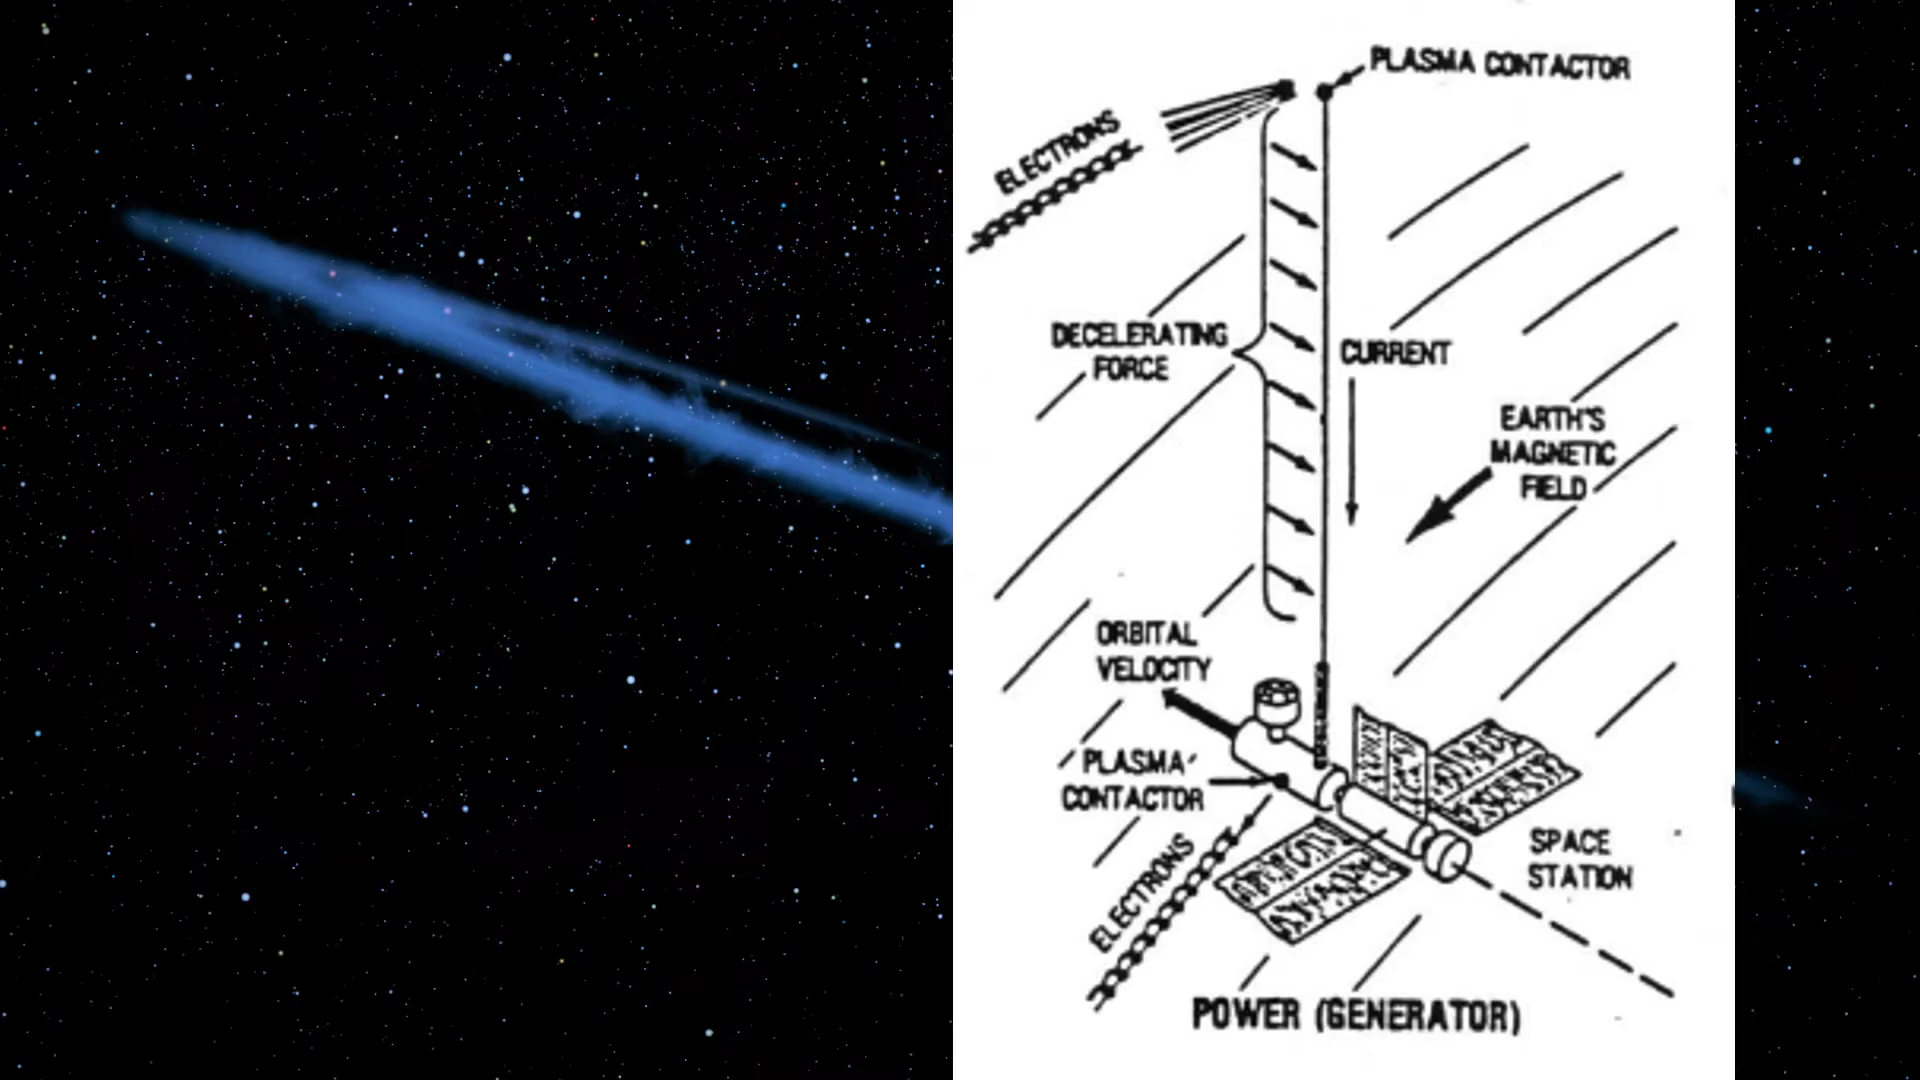 PLASMA CONTACTOR
ELECTRONS
DECELERATING
FORCE
CURRENT
EARTH'S
MAGNETIC
FIELD
ORBITAL
VELOCITY
PLASMA
CONTACTOR
ELECTRONS
SPACE
STATION
POWER (GENERATOR)